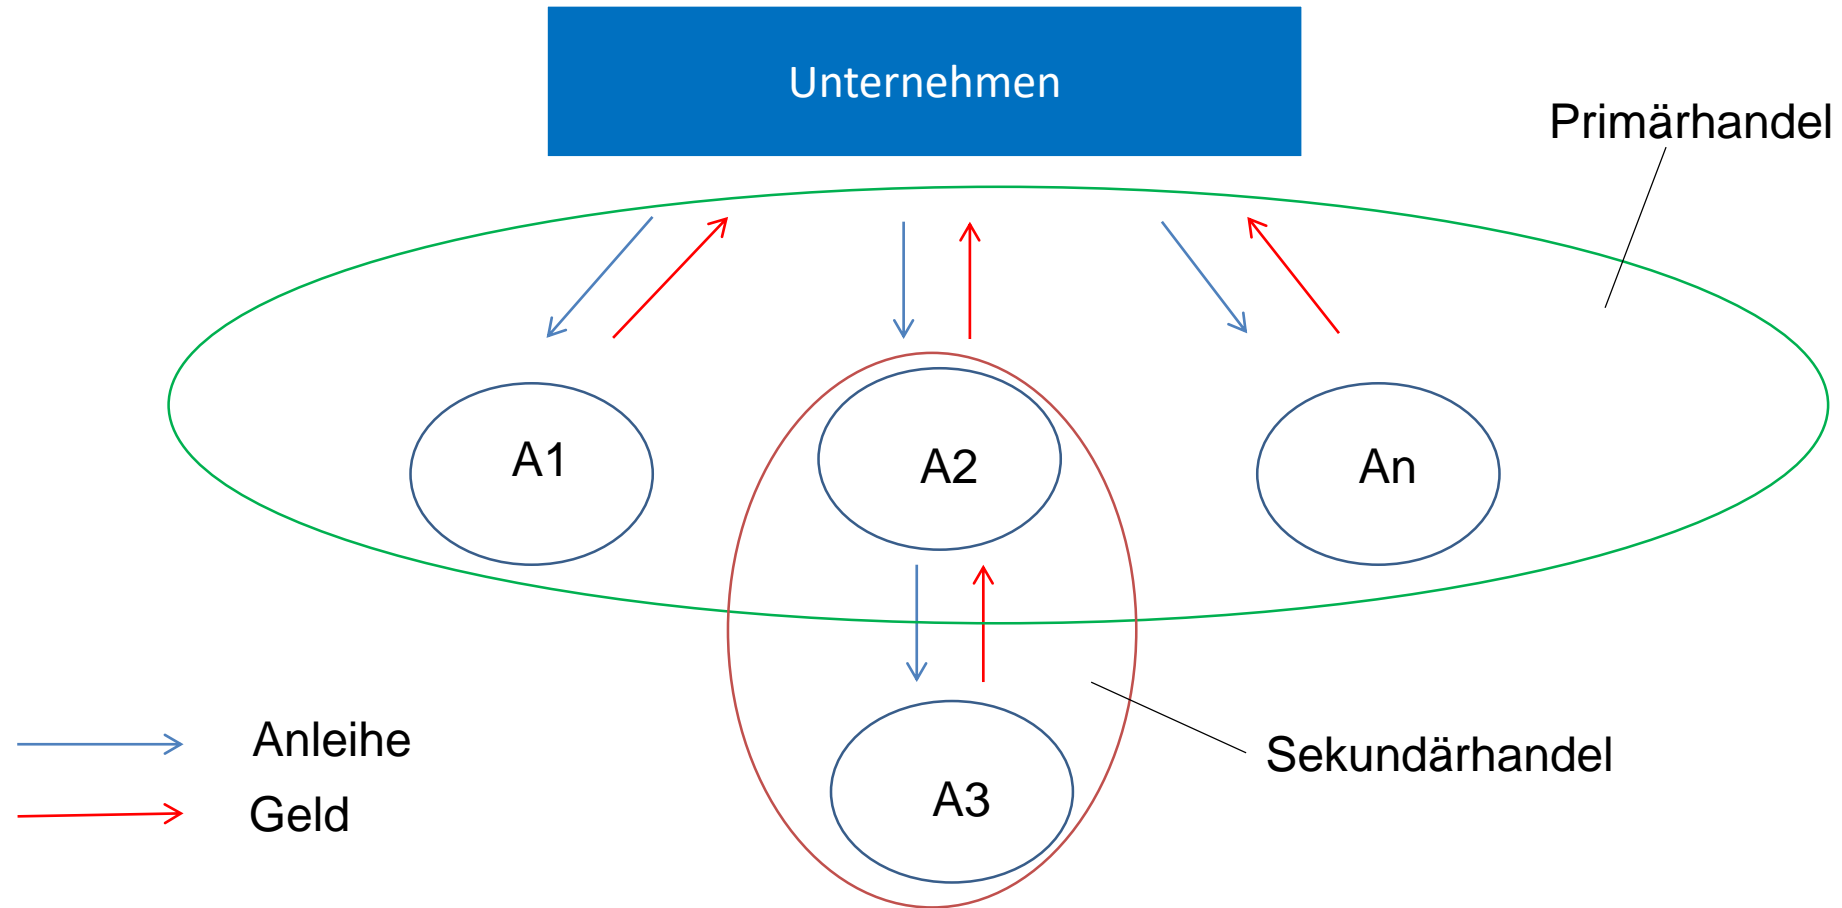 Unternehmen
Primärhandel
A1
A2
An
Anleihe
Sekundärhandel
A3
Geld